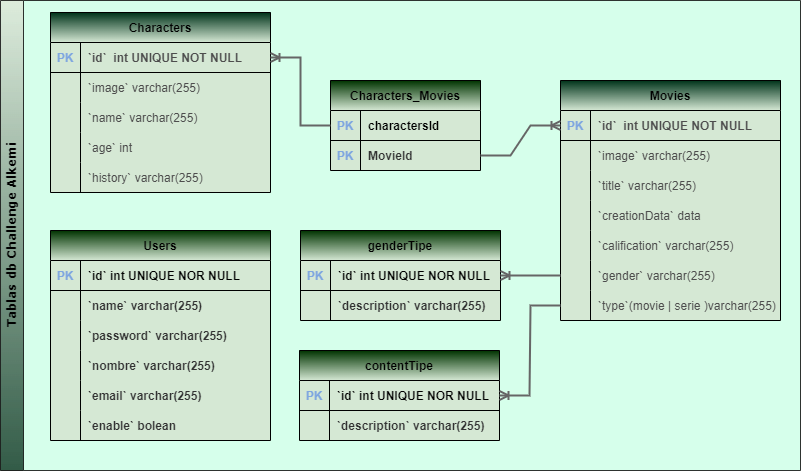 Tablas db Challenge Alkemi
Characters
PK `id` int UNIQUE NOT NULL
`image` varchar(255)
`name` varchar(255)
`age` int
`history` varchar(255)
Characters_Movies
PK charactersId
PK MovieId
Movies
PK `id` int UNIQUE NOT NULL
`image` varchar(255)
`title` varchar(255)
`creationData` data
`calification` varchar(255)
`gender` varchar(255)
`type`(movie | serie )varchar(255)
Users
PK `id` int UNIQUE NOR NULL
`name` varchar(255)
`password` varchar(255)
`nombre` varchar(255)
`email` varchar(255)
`enable` bolean
genderTipe
PK `id` int UNIQUE NOR NULL
`description` varchar(255)
contentTipe
PK `id` int UNIQUE NOR NULL
`description` varchar(255)